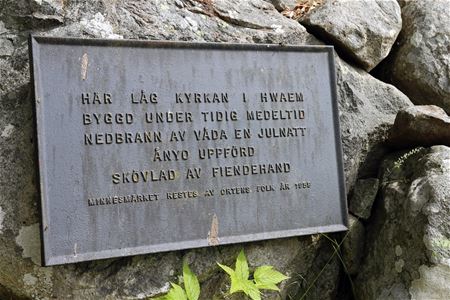 HÄR LÅG KYRKAN I HWAEM
BYGGD UNDER TIDIG MEDELTID
NEDBRANN AV VÅDA EN JULNATT
ÅNYO UPPFÖRD
SKÖVLAD AV FIENDEHAND
MINNESMÄRKET RESTES AV ORTENS FOLK ÅR